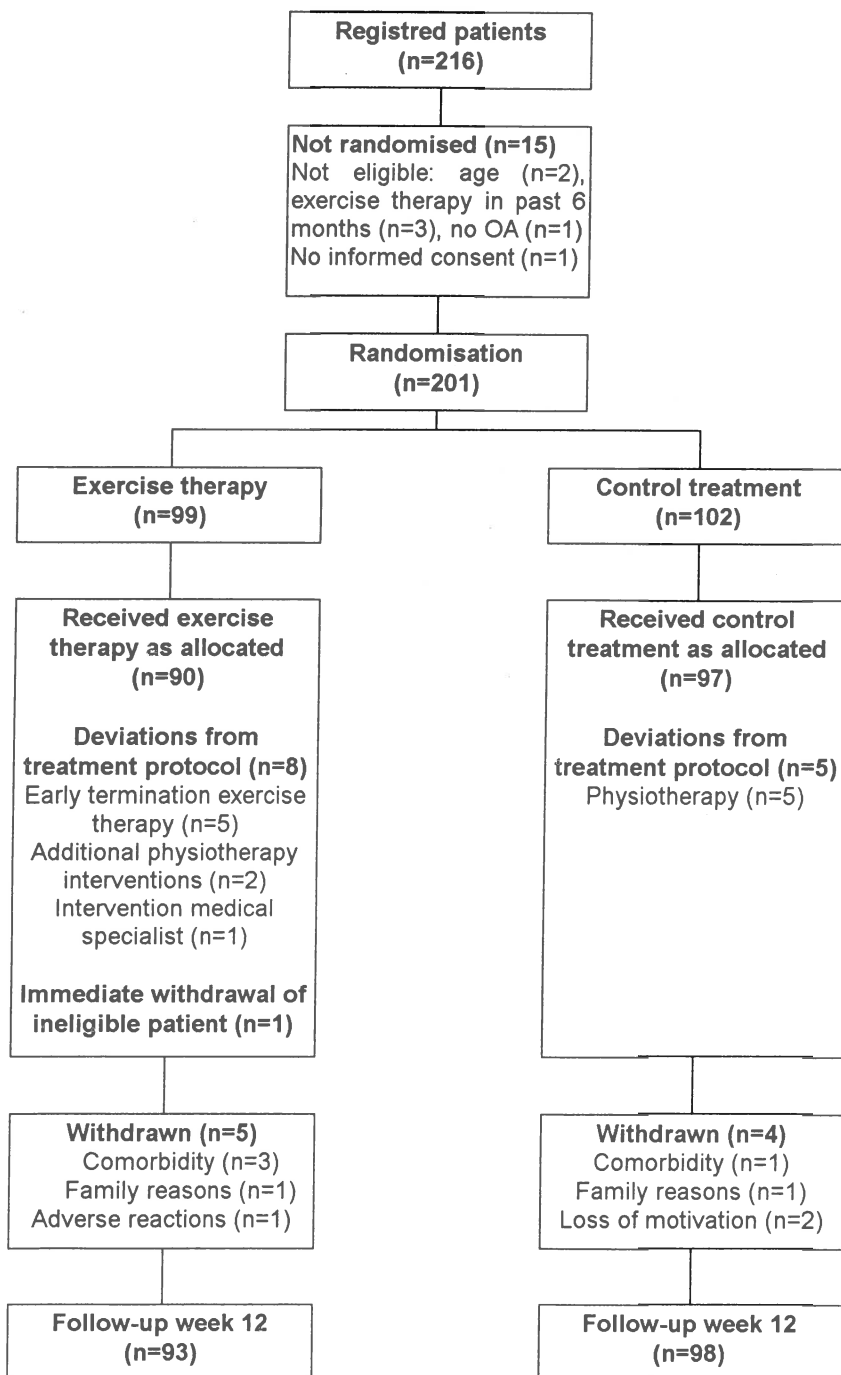 Registred patients
(n=216)
Not randomised (n=15)
Not eligible: age (n=2),
exercise therapy in past 6
months (n=3), no OA (n=1)
No informed consent (n=1)
Randomisation
(n=201)
Exercise therapy
(n=99)
Control treatment
(n=102)
Received exercise
therapy as allocated
(n=90)
Deviations from
treatment protocol (n=8)
Early termination exercise
therapy (n=5)
Additional physiotherapy
interventions (n=2)
Intervention medical
specialist (n=1)
Immediate withdrawal of
ineligible patient (n=1)
Received control
treatment as allocated
(n=97)
Deviations from
treatment protocol (n=5)
Physiotherapy (n=5)
Withdrawn (n=5)
Comorbidity (n=3)
Family reasons (n=1)
Adverse reactions (n=1)
Withdrawn (n=4)
Comorbidity (n=1)
Family reasons (n=1)
Loss of motivation (n=2)
Follow-up week 12
(n=93)
Follow-up week 12
(n=98)